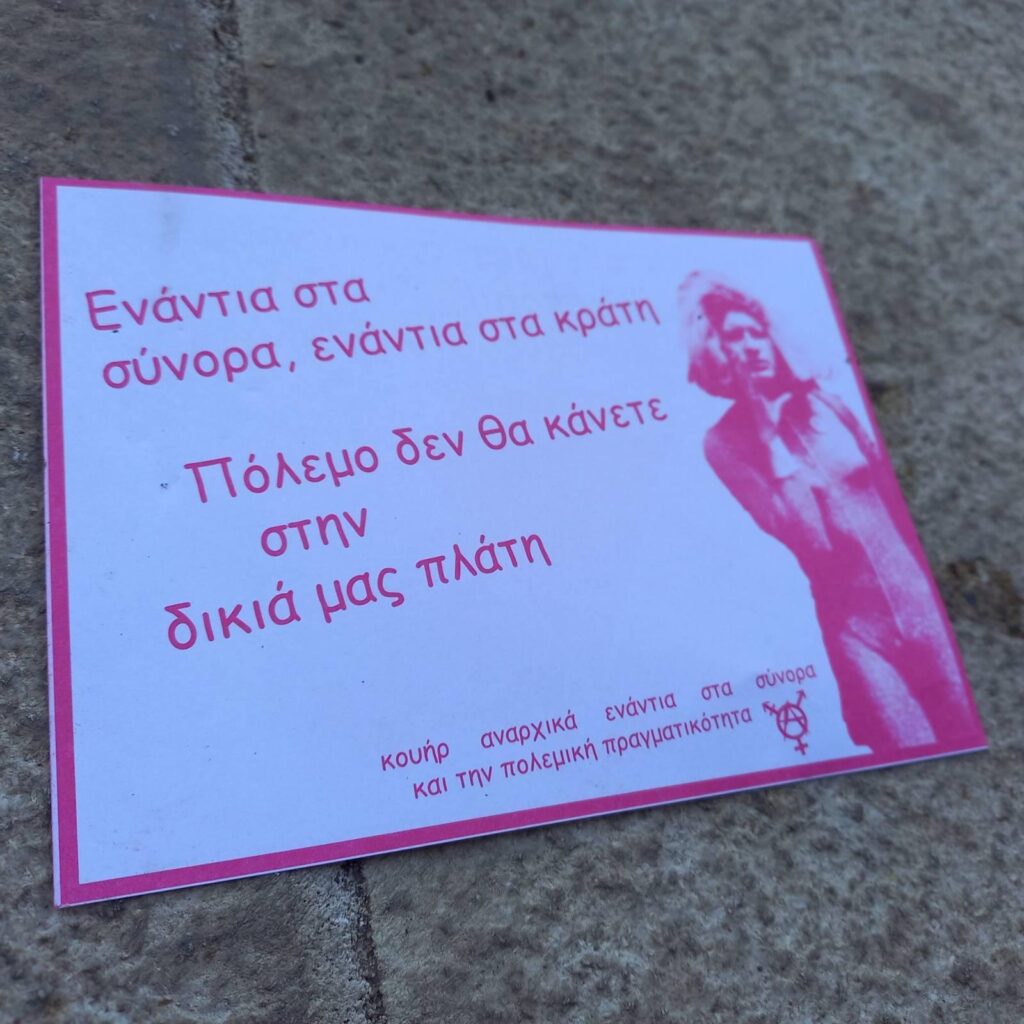 Ενάντια στα
σύνορα, ενάντια στα κράτη
Πόλεμο δεν θα κάνετε
στην
δικιά μας πλάτη
κουήρ αναρχικά ενάντια στα σύνορα
και την πολεμική πραγματικότητα